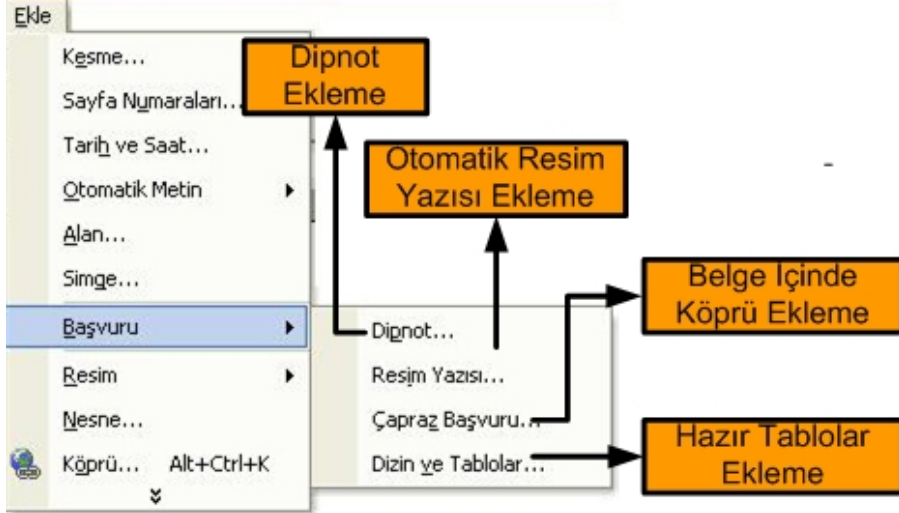 Ekle
Kesme...
Sayfa Numaraları...
Tarih ve Saat...
Otomatik Metin
Alan...
Simge...
Başvuru
Resim
Nesne...
Köprü... Alt+Ctrl+K
Dipnot...
Resim Yazısı...
Çapraz Başvuru...
Dizin ve Tablolar...
Dipnot
Ekleme
Otomatik Resim
Yazısı Ekleme
Belge İçinde
Köprü Ekleme
Hazır Tablolar
Ekleme